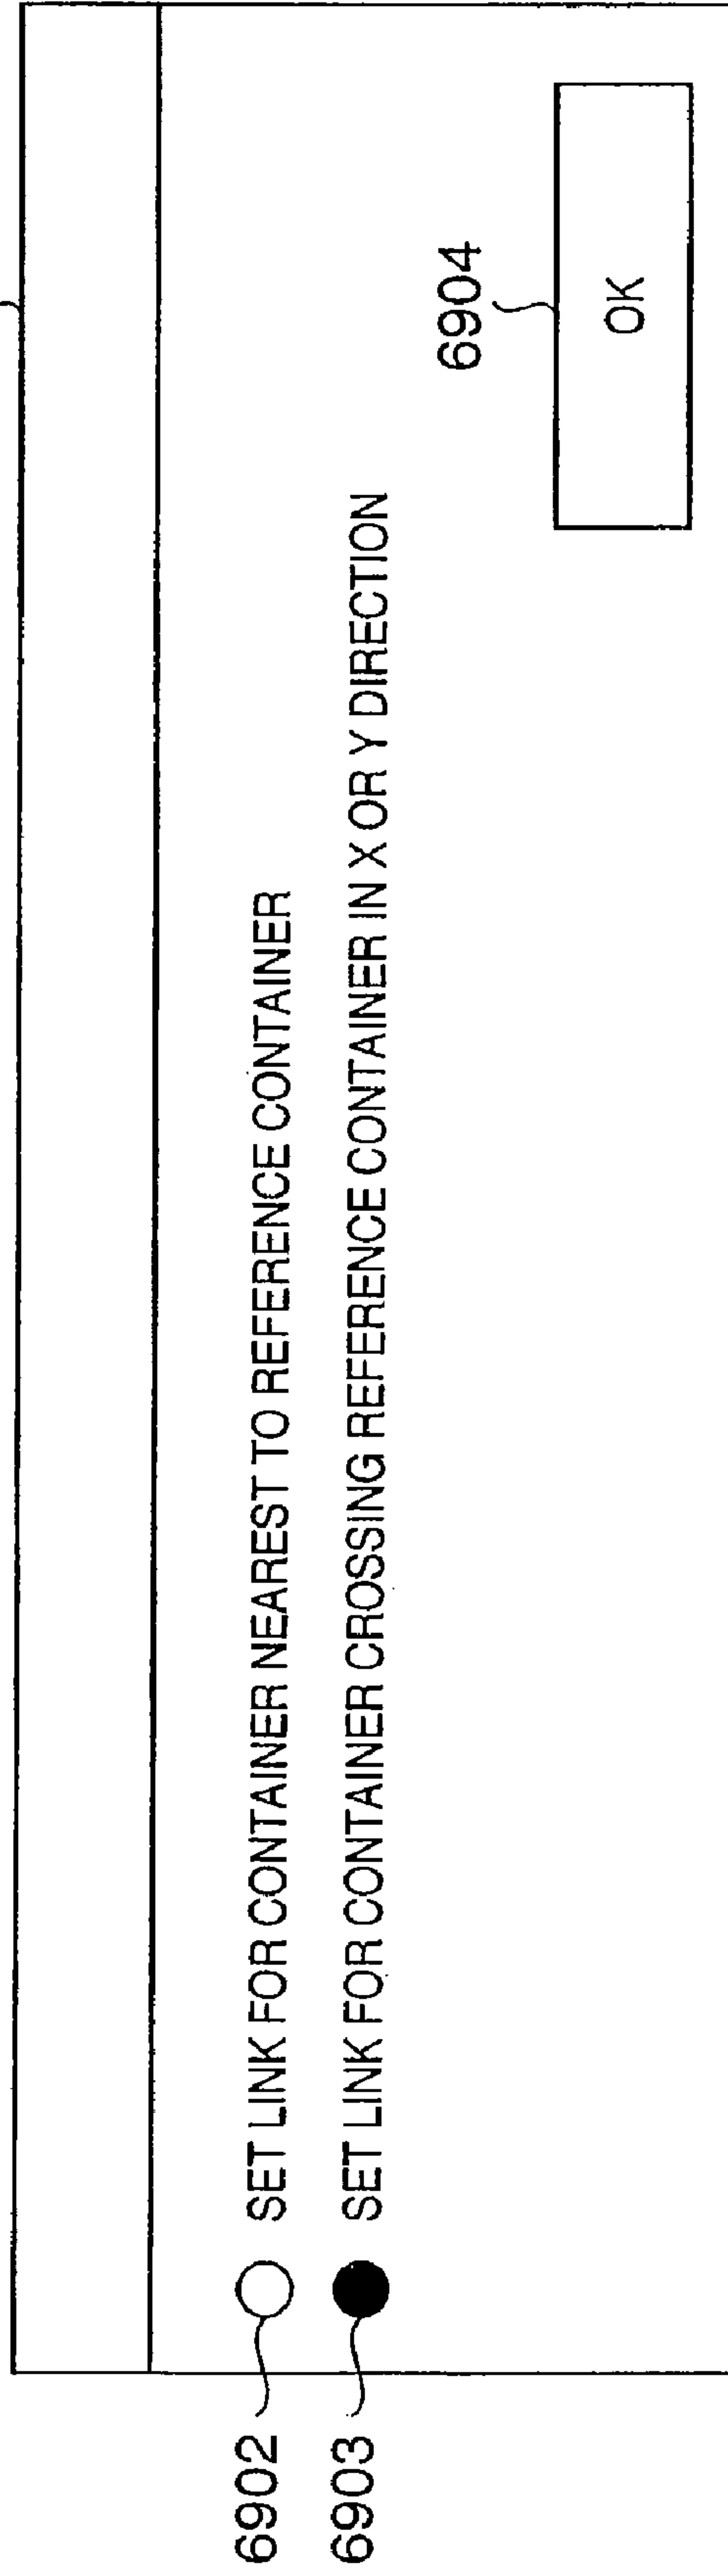 6902 SET LINK FOR CONTAINER NEAREST TO REFERENCE CONTAINER
6903 SET LINK FOR CONTAINER CROSSING REFERENCE CONTAINER IN X OR Y DIRECTION
6904
OK